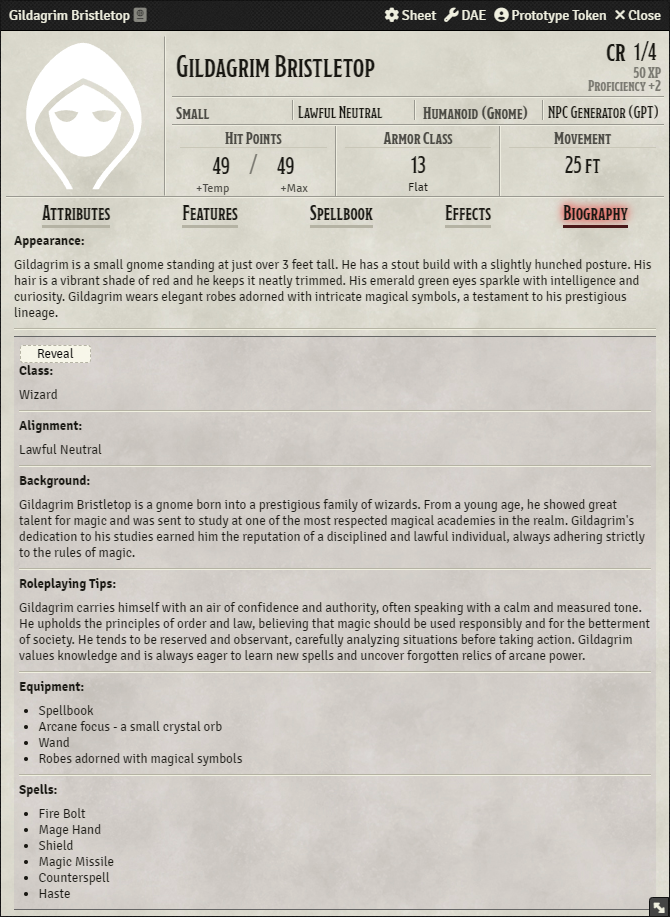 Gildagrim Bristletop Sheet DAE Prototype Token Close
Gildagrim Bristletop CR 1/4
50 XP
Proficiency +2
Small Lawful Neutral Humanoid (Gnome) NPC Generator (GPT)
Hit Points Armor Class Movement
49 / 49 13 25 ft
+Temp +Max Flat
Attributes Features Spellbook Effects Biography
Appearance:
Gildagrim is a small gnome standing at just over 3 feet tall. He has a stout build with a slightly hunched posture. His
hair is a vibrant shade of red and he keeps it neatly trimmed. His emerald green eyes sparkle with intelligence and
curiosity. Gildagrim wears elegant robes adorned with intricate magical symbols, a testament to his prestigious
lineage.
Reveal
Class:
Wizard
Alignment:
Lawful Neutral
Background:
Gildagrim Bristletop is a gnome born into a prestigious family of wizards. From a young age, he showed great
talent for magic and was sent to study at one of the most respected magical academies in the realm. Gildagrim's
dedication to his studies earned him the reputation of a disciplined and lawful individual, always adhering strictly
to the rules of magic.
Roleplaying Tips:
Gildagrim carries himself with an air of confidence and authority, often speaking with a calm and measured tone.
He upholds the principles of order and law, believing that magic should be used responsibly and for the betterment
of society. He tends to be reserved and observant, carefully analyzing situations before taking action. Gildagrim
values knowledge and is always eager to learn new spells and uncover forgotten relics of arcane power.
Equipment:
• Spellbook
• Arcane focus - a small crystal orb
• Wand
• Robes adorned with magical symbols
Spells:
• Fire Bolt
• Mage Hand
• Shield
• Magic Missile
• Counterspell
• Haste